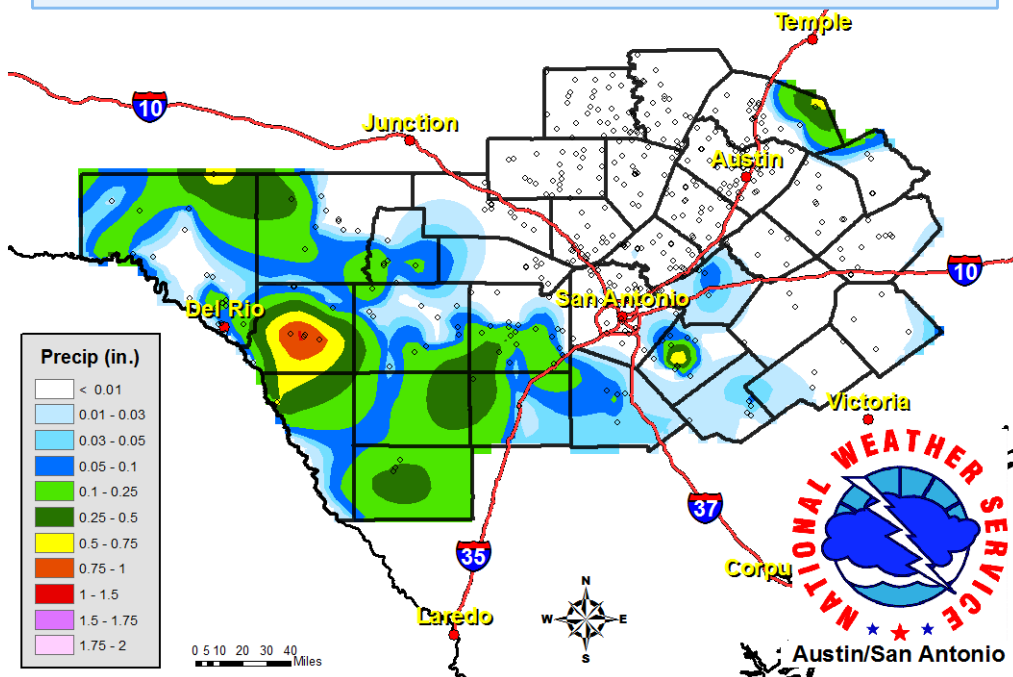 Temple
10
Junction
Austin
10
San Antonio
Del Rio
Precip (in.)
< 0.01
0.01 - 0.03
0.03 - 0.05
0.05 - 0.1
0.1 - 0.25
0.25 - 0.5
0.5 - 0.75
0.75 - 1
1 - 1.5
1.5 - 1.75
1.75 - 2
Victoria
NATIONAL WEATHER SERVICE
37
35
Corpu
Laredo
N
W E
S
0 5 10 20 30 40
Miles
Austin/San Antonio